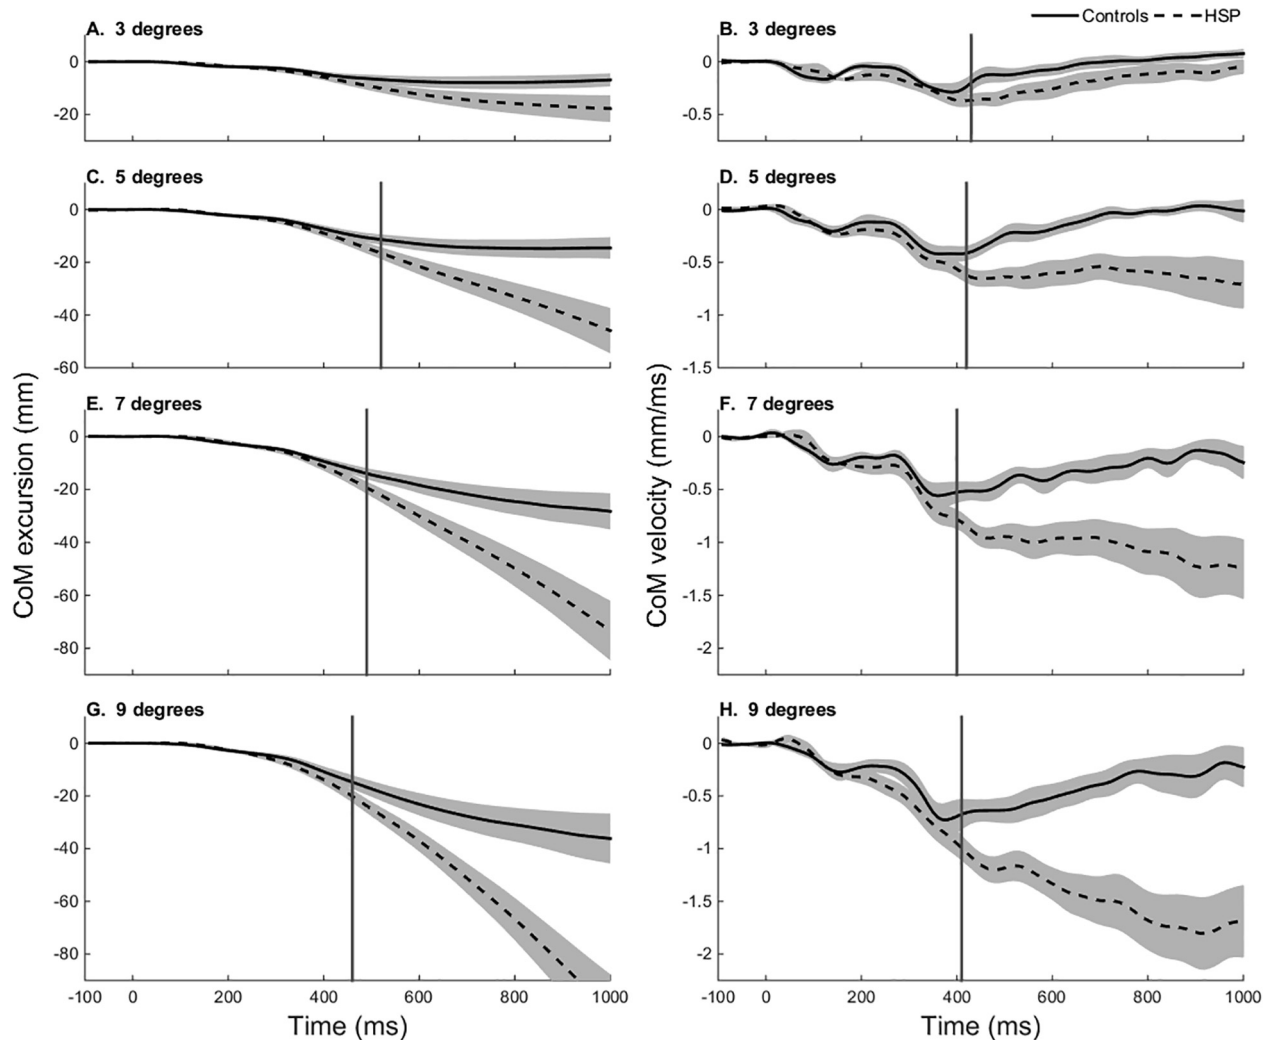 Controls HSP
A. 3 degrees
0
-20
B. 3 degrees
0
-0.5
C. 5 degrees
0
-20
-40
-60
D. 5 degrees
0
-0.5
-1
-1.5
E. 7 degrees
0
-20
-40
-60
-80
F. 7 degrees
0
-0.5
-1
-1.5
-2
G. 9 degrees
0
-20
-40
-60
-80
-100 0 200 400 600 800 1000
Time (ms)
CoM excursion (mm)
H. 9 degrees
0
-0.5
-1
-1.5
-2
-100 0 200 400 600 800 1000
Time (ms)
CoM velocity (mm/ms)